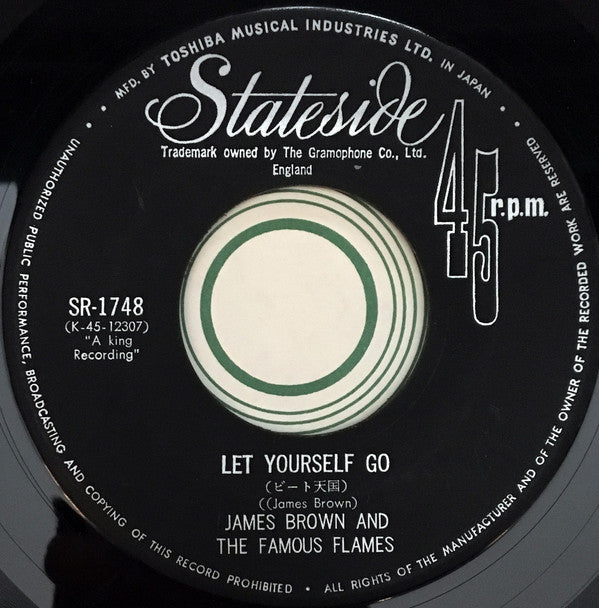 MFD. BY TOSHIBA MUSICAL INDUSTRIES LTD. IN JAPAN
Stateside
Trademark owned by The Gramophone Co., Ltd.
England
45 r.p.m.
SR-1748
(K-45-12307)
"A king
Recording"
LET YOURSELF GO
(ビート天国)
((James Brown)
JAMES BROWN AND
THE FAMOUS FLAMES
UNAUTHORIZED PUBLIC PERFORMANCE, BROADCASTING AND COPYING OF THIS RECORD PROHIBITED • ALL RIGHTS OF THE MANUFACTURER AND OF THE OWNER OF THE RECORDED WORK ARE RESERVED